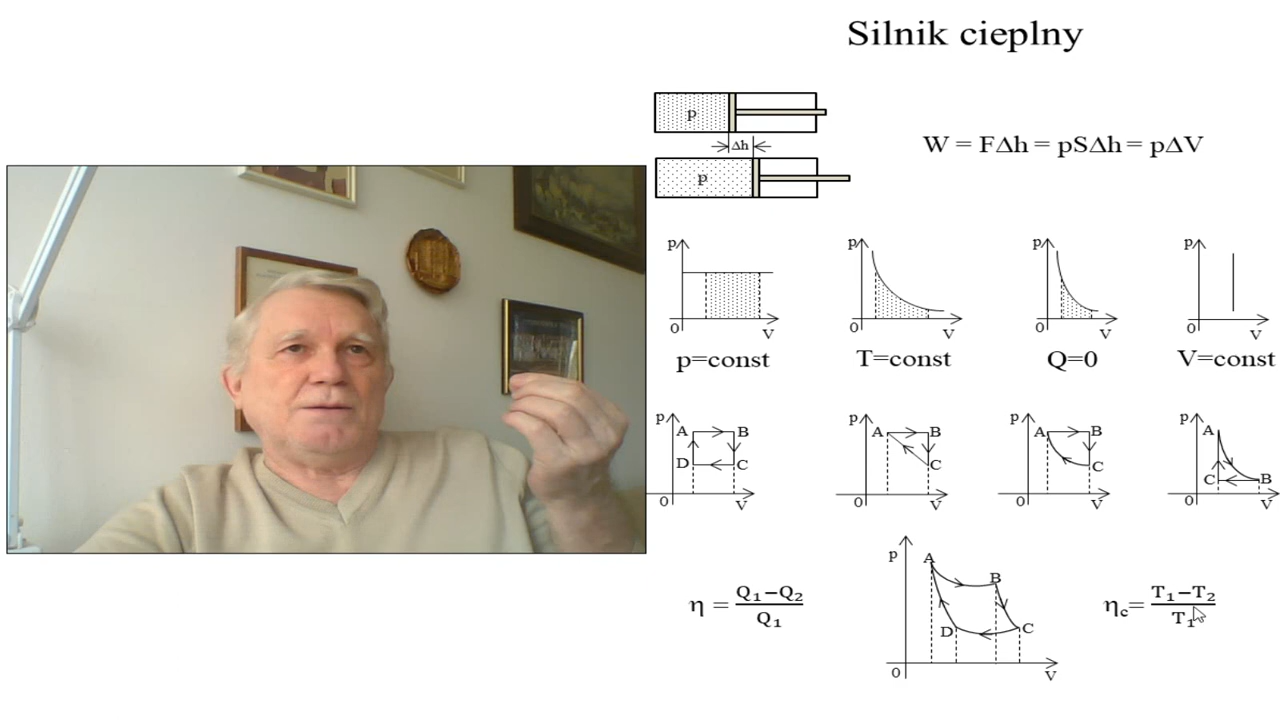 Silnik cieplny
p
Δh
p
W = FΔh = pSΔh = pΔV
p
0
V
p=const
p
0
V
T=const
p
0
V
Q=0
p
0
V
V=const
p
A
B
D
C
0
V
p
A
B
C
0
V
p
A
B
C
0
V
p
A
C
B
0
V
η = Q₁−Q₂
Q₁
p
A
B
D
C
0
V
ηc= T₁−T₂
T₁